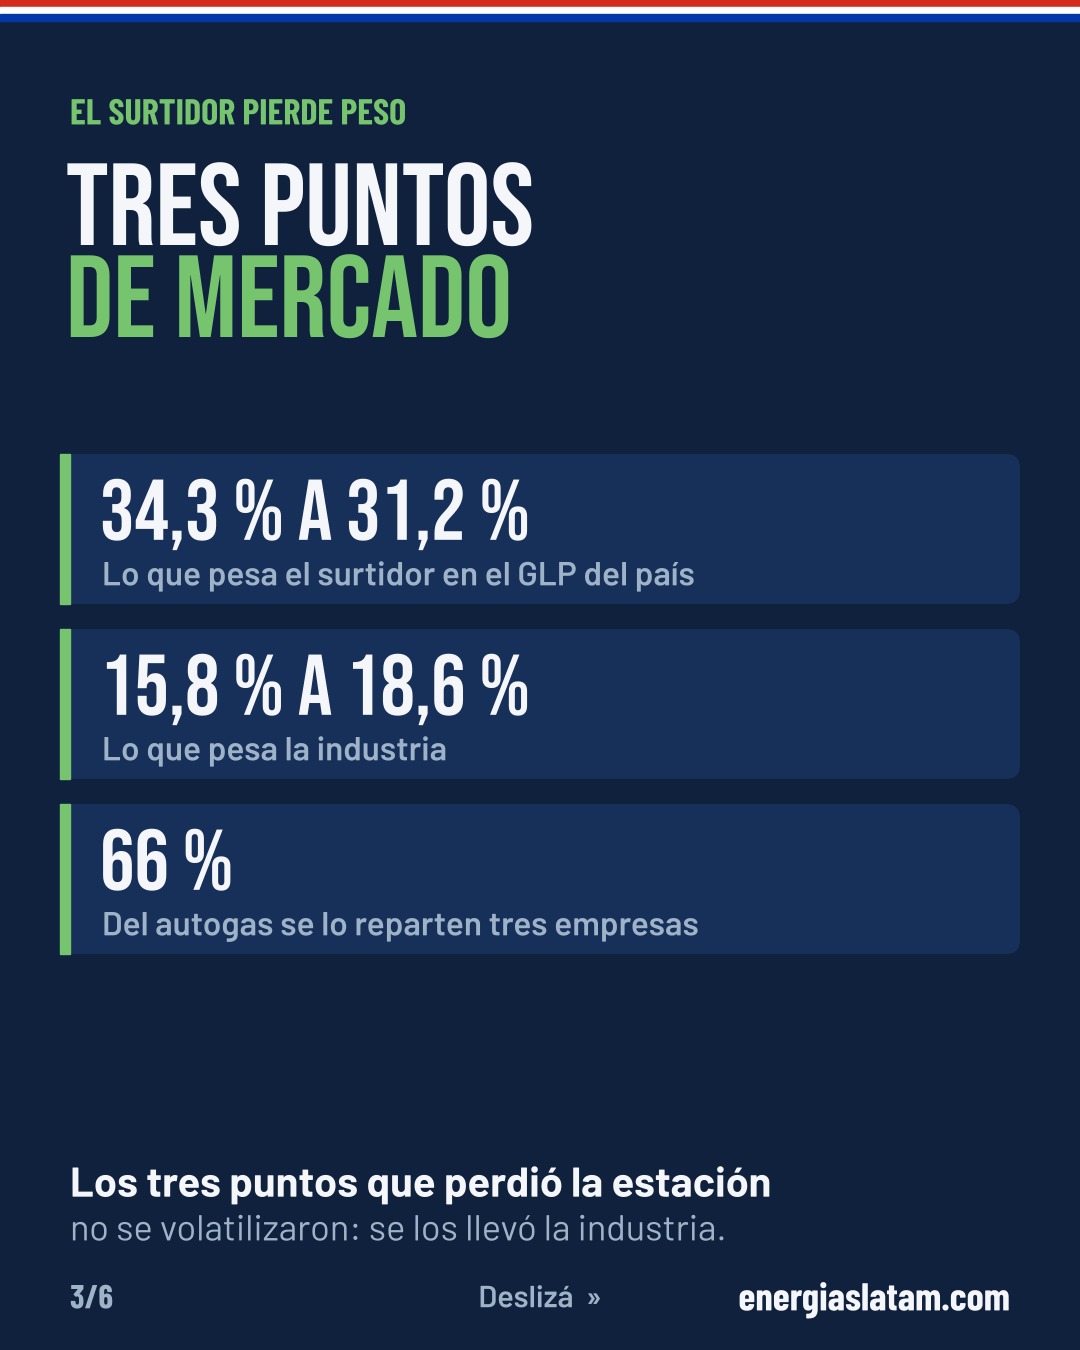 EL SURTIDOR PIERDE PESO
TRES PUNTOS
DE MERCADO
34,3 % A 31,2 %
Lo que pesa el surtidor en el GLP del país
15,8 % A 18,6 %
Lo que pesa la industria
66 %
Del autogas se lo reparten tres empresas
Los tres puntos que perdió la estación
no se volatilizaron: se los llevó la industria.
3/6
Deslizá »
energiaslatam.com